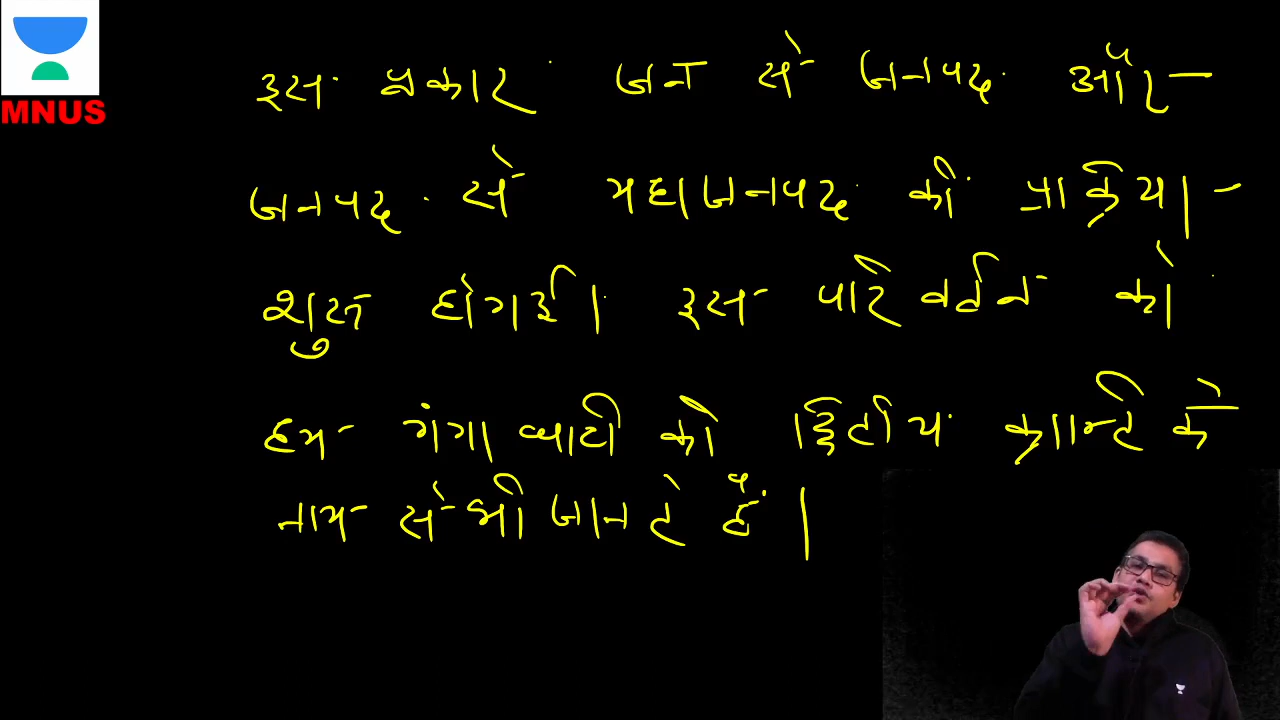 MNUS
इस प्रकार जन से जनपद और
जनपद से महाजनपद की प्रक्रिया
शुरू हो गई। इस परिवर्तन को
हम गंगा घाटी की द्वितीय क्रान्ति के
नाम से भी जानते हैं।